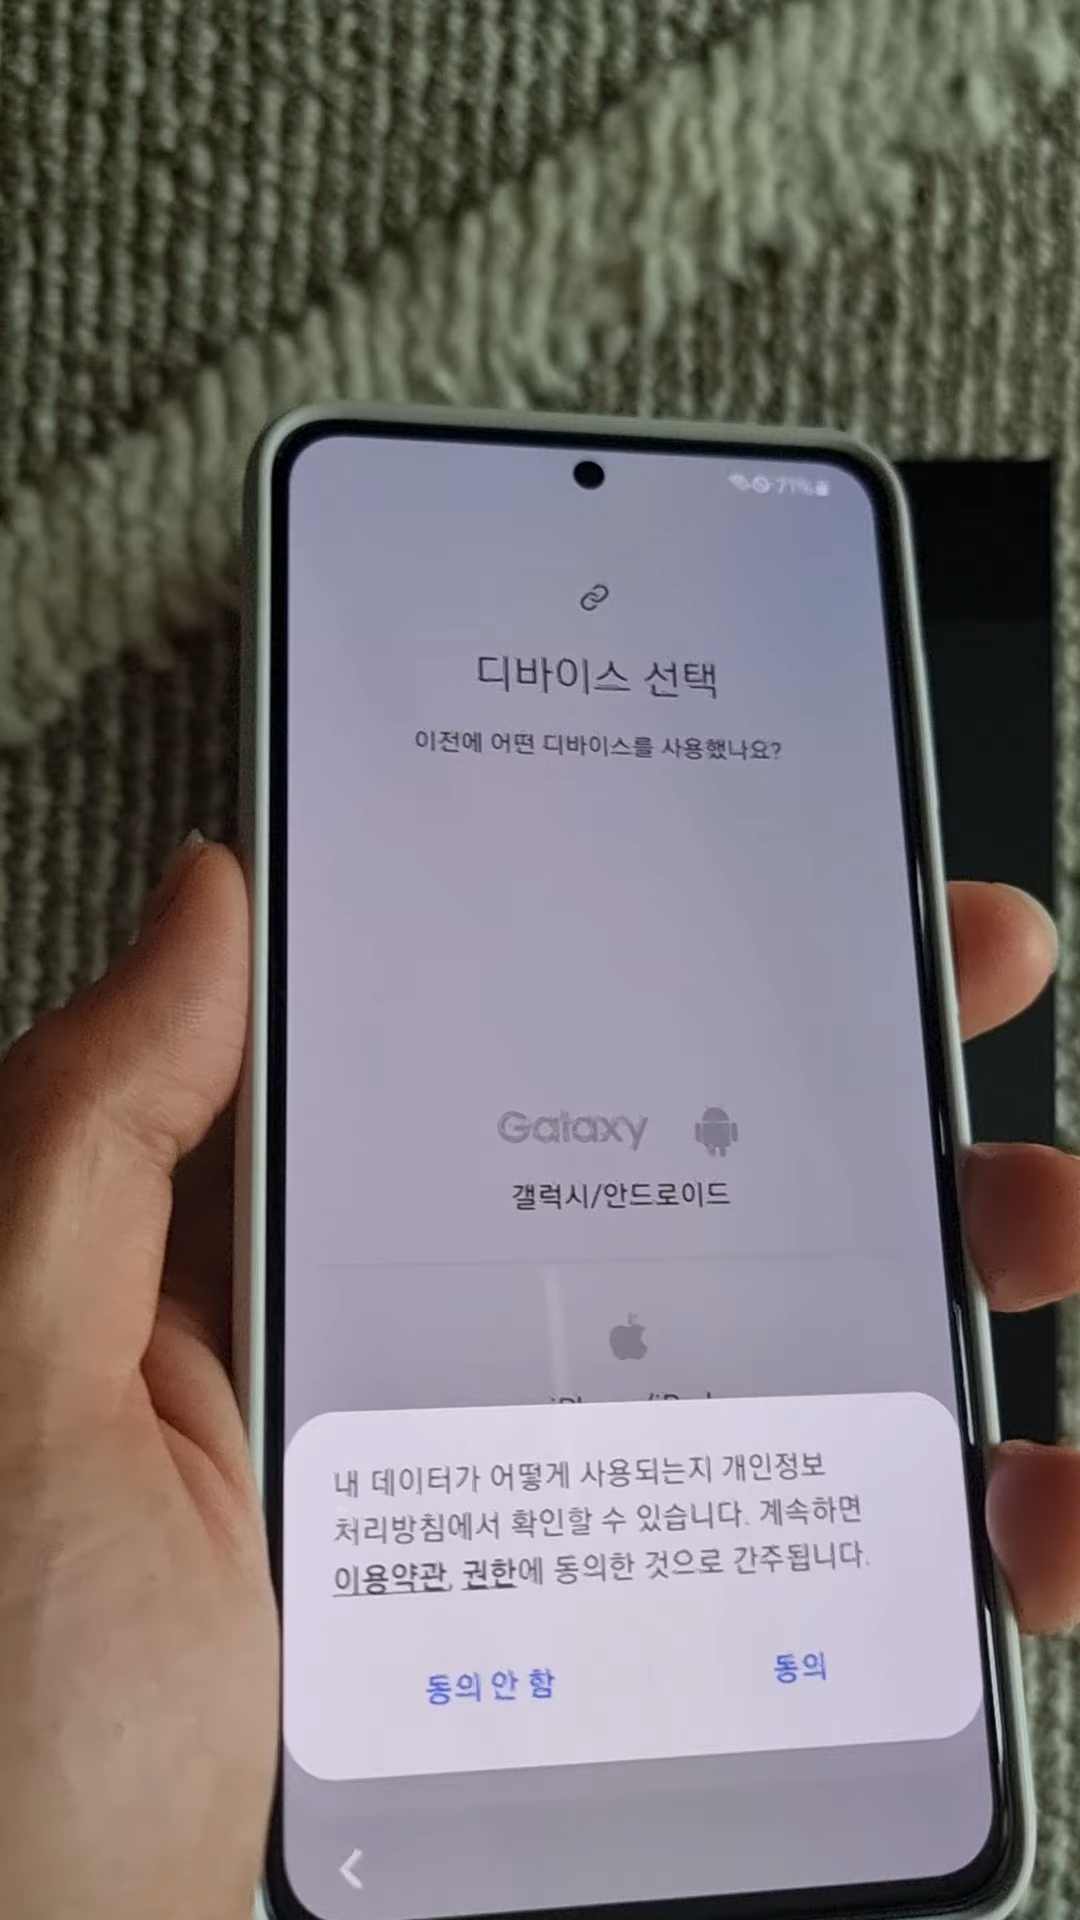 71%
디바이스 선택
이전에 어떤 디바이스를 사용했나요?
Galaxy
갤럭시/안드로이드
내 데이터가 어떻게 사용되는지 개인정보
처리방침에서 확인할 수 있습니다. 계속하면
이용약관, 권한에 동의한 것으로 간주됩니다.
동의 안 함
동의